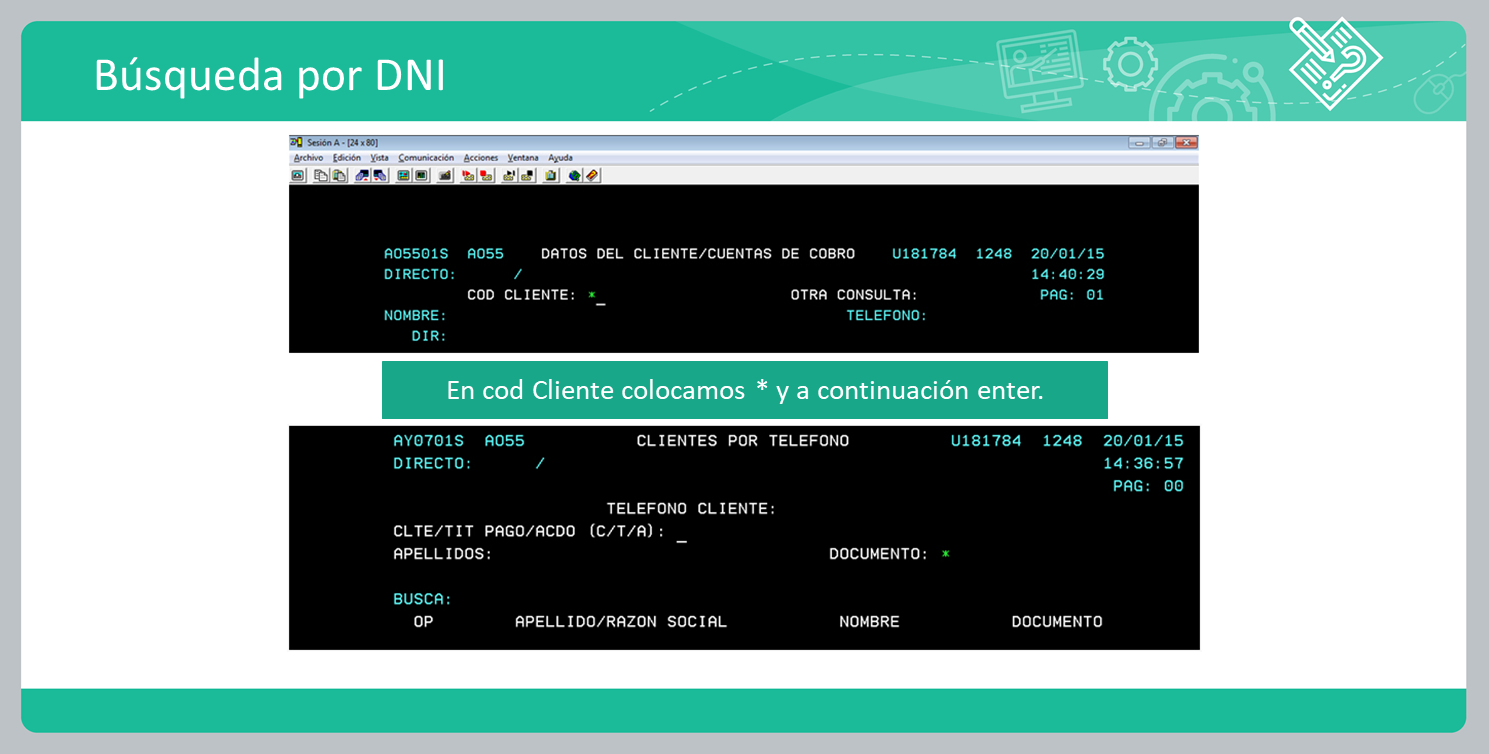 Búsqueda por DNI
Sesión A - [24 x 80]
Archivo Edición Vista Comunicación Acciones Ventana Ayuda
AO5501S AO55 DATOS DEL CLIENTE/CUENTAS DE COBRO U181784 1248 20/01/15
DIRECTO: / 14:40:29
COD CLIENTE: *_ OTRA CONSULTA: PAG: 01
NOMBRE: TELEFONO:
DIR:
En cod Cliente colocamos * y a continuación enter.
AY0701S AO55 CLIENTES POR TELEFONO U181784 1248 20/01/15
DIRECTO: / 14:36:57
PAG: 00
TELEFONO CLIENTE:
CLTE/TIT PAGO/ACDO (C/T/A): _
APELLIDOS: DOCUMENTO: *
BUSCA:
OP APELLIDO/RAZON SOCIAL NOMBRE DOCUMENTO